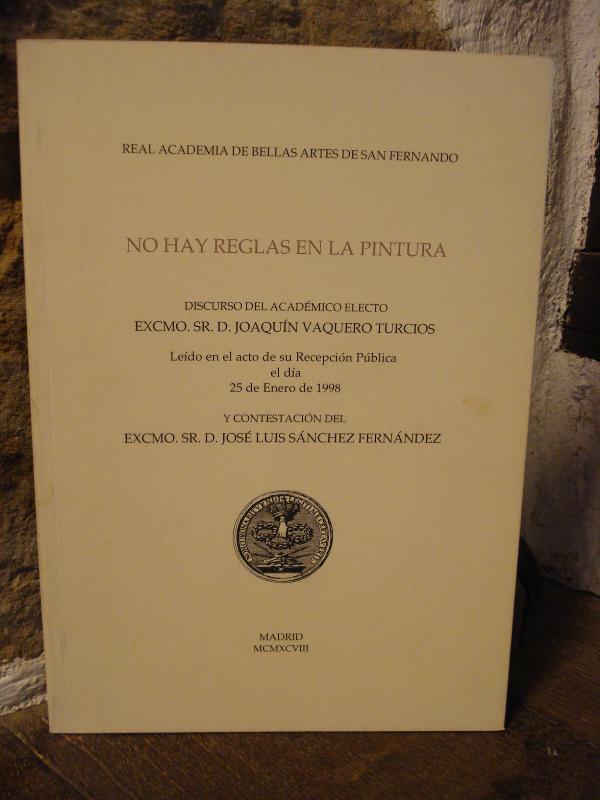 REAL ACADEMIA DE BELLAS ARTES DE SAN FERNANDO
NO HAY REGLAS EN LA PINTURA
DISCURSO DEL ACADÉMICO ELECTO
EXCMO. SR. D. JOAQUÍN VAQUERO TURCIOS
Leído en el acto de su Recepción Pública
el día
25 de Enero de 1998
Y CONTESTACIÓN DEL
EXCMO. SR. D. JOSÉ LUIS SÁNCHEZ FERNÁNDEZ
MADRID
MCMXCVIII